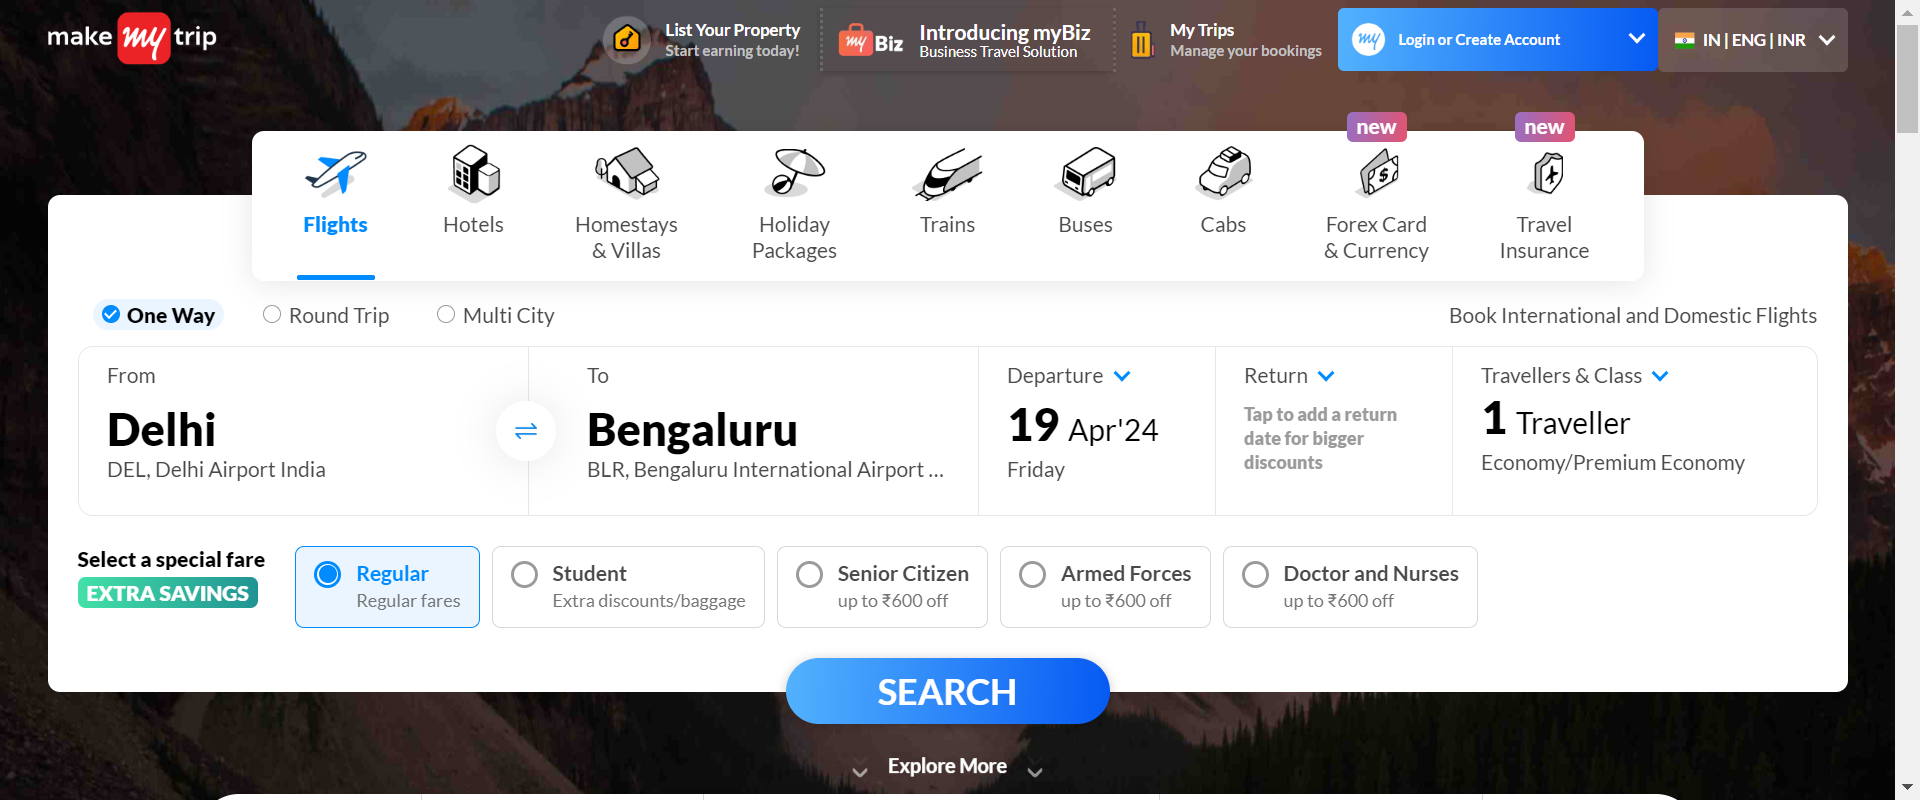 make my trip
List Your Property
Start earning today!
my Biz
Introducing myBiz
Business Travel Solution
My Trips
Manage your bookings
my
Login or Create Account
IN | ENG | INR
new
new
Flights
Hotels
Homestays
& Villas
Holiday
Packages
Trains
Buses
Cabs
Forex Card
& Currency
Travel
Insurance
One Way
Round Trip
Multi City
Book International and Domestic Flights
From
Delhi
DEL, Delhi Airport India
To
Bengaluru
BLR, Bengaluru International Airport ...
Departure
19 Apr'24
Friday
Return
Tap to add a return
date for bigger
discounts
Travellers & Class
1 Traveller
Economy/Premium Economy
Select a special fare
EXTRA SAVINGS
Regular
Regular fares
Student
Extra discounts/baggage
Senior Citizen
up to ₹600 off
Armed Forces
up to ₹600 off
Doctor and Nurses
up to ₹600 off
SEARCH
Explore More